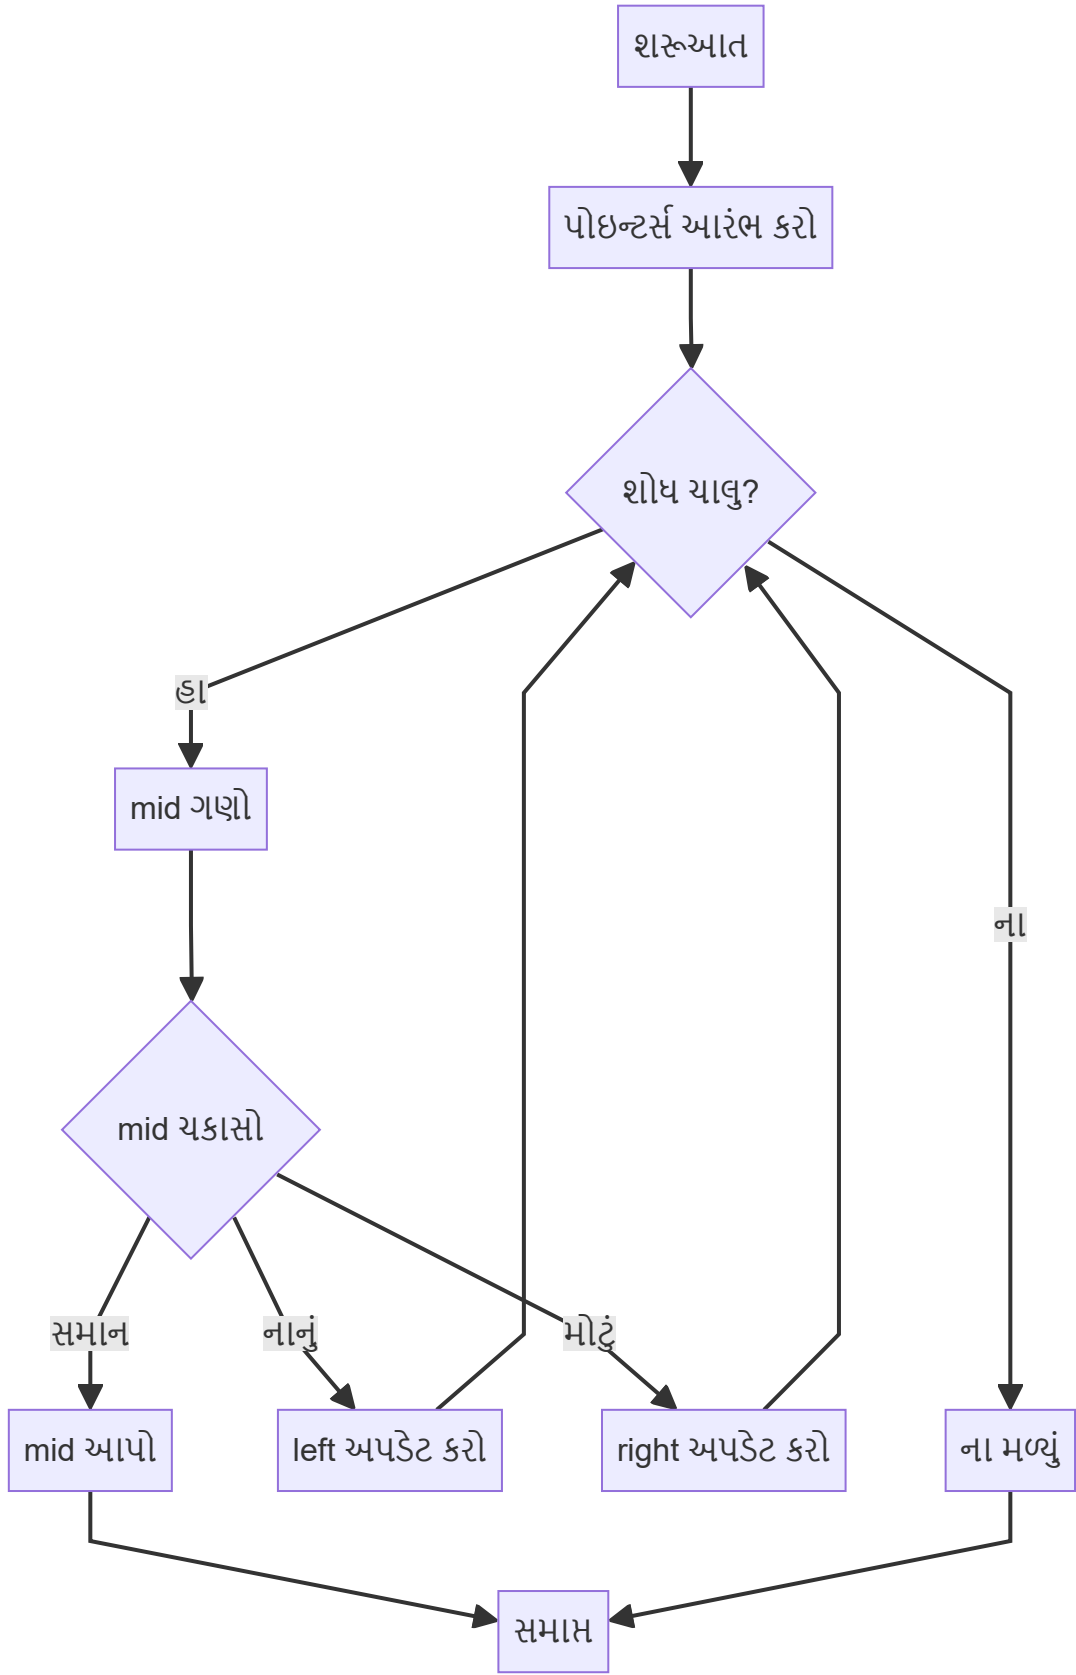 શરૂઆત
પોઇન્ટર્સ આરંભ કરો
શોધ ચાલુ?
હા
mid ગણો
ના
mid ચકાસો
સમાન
નાનું
મોટું
mid આપો
left અપડેટ કરો
right અપડેટ કરો
ના મળ્યું
સમાપ્ત